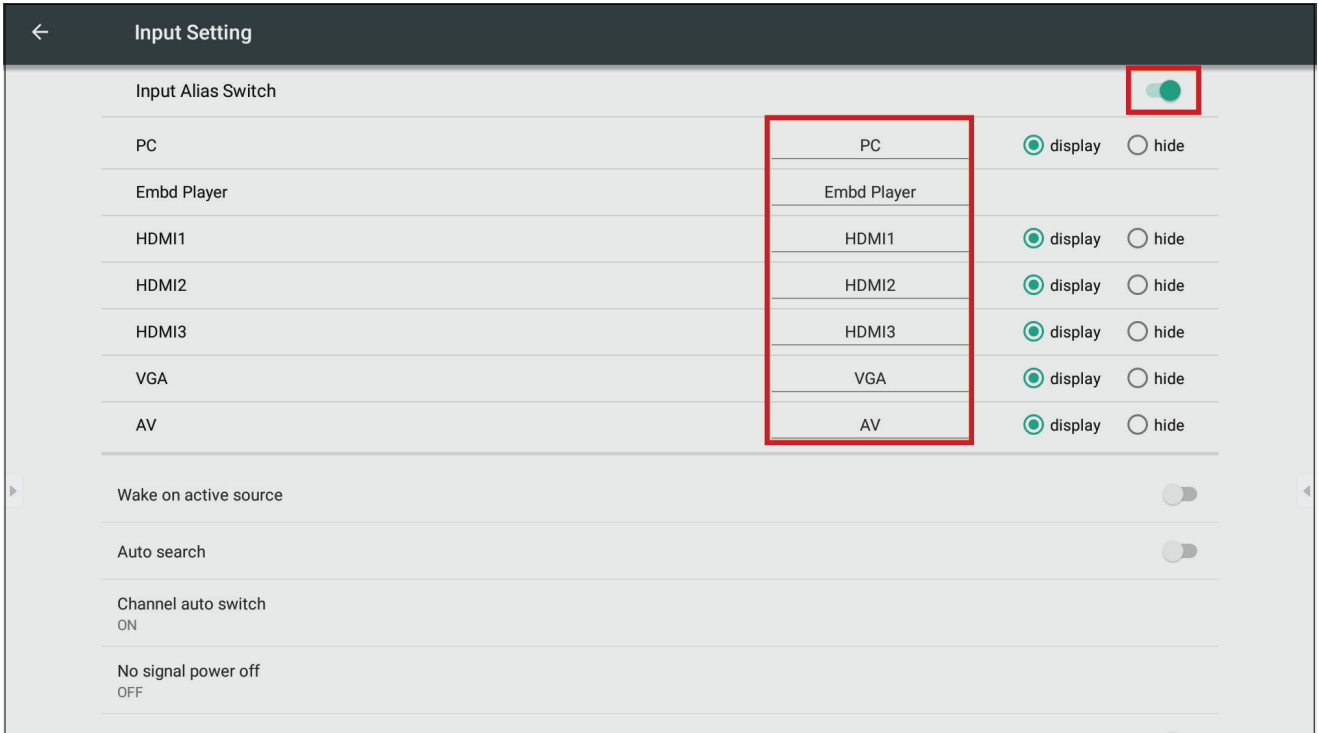 Input Setting
Input Alias Switch
PC PC display hide
Embd Player Embd Player
HDMI1 HDMI1 display hide
HDMI2 HDMI2 display hide
HDMI3 HDMI3 display hide
VGA VGA display hide
AV AV display hide
Wake on active source
Auto search
Channel auto switch
ON
No signal power off
OFF